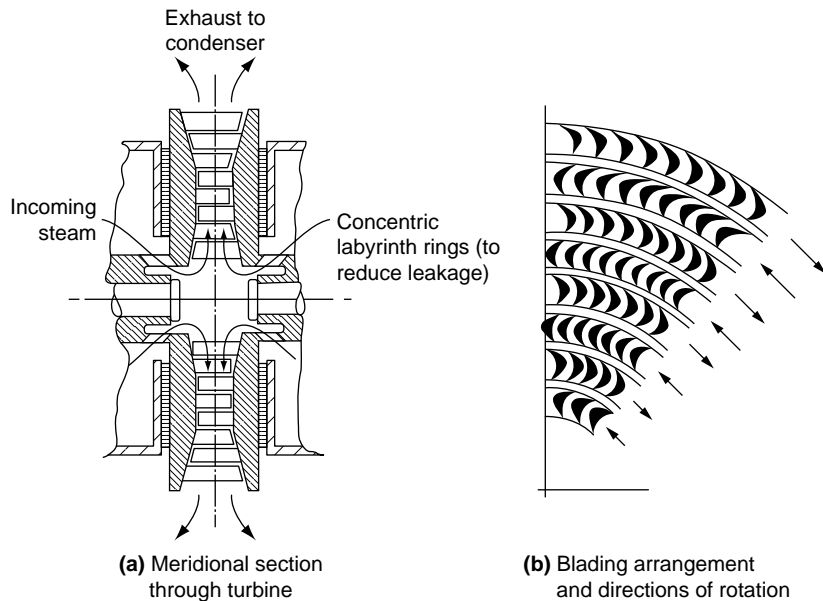 Exhaust to
condenser
Incoming
steam
Concentric
labyrinth rings (to
reduce leakage)
(a) Meridional section
through turbine
(b) Blading arrangement
and directions of rotation